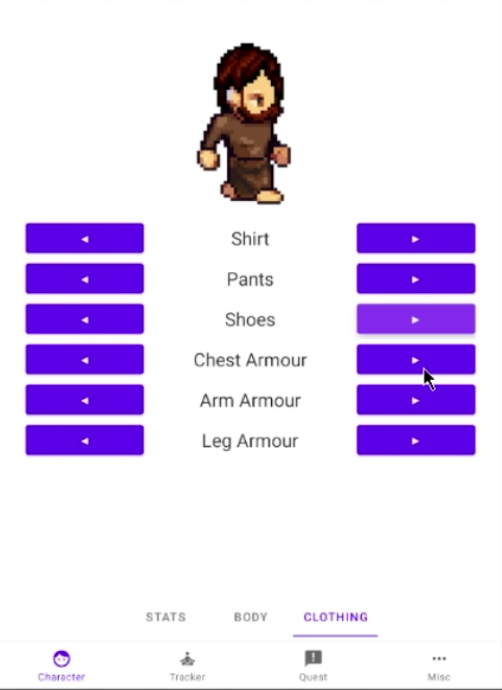 Shirt
Pants
Shoes
Chest Armour
Arm Armour
Leg Armour
STATS BODY CLOTHING
Character Tracker Quest Misc